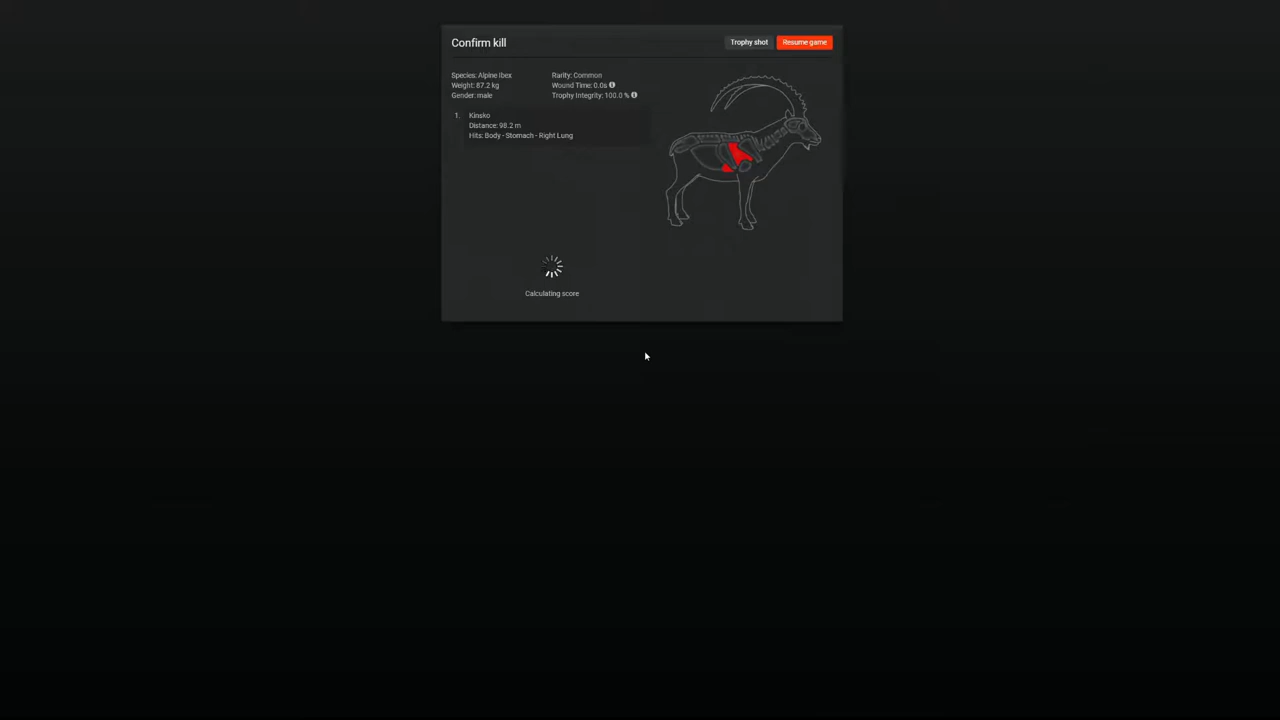 Confirm kill
Trophy shot
Resume game
Species: Alpine Ibex
Weight: 87.2 kg
Gender: male
Rarity: Common
Wound Time: 0.0s
Trophy Integrity: 100.0 %
1.
Kinsko
Distance: 98.2 m
Hits: Body - Stomach - Right Lung
Calculating score